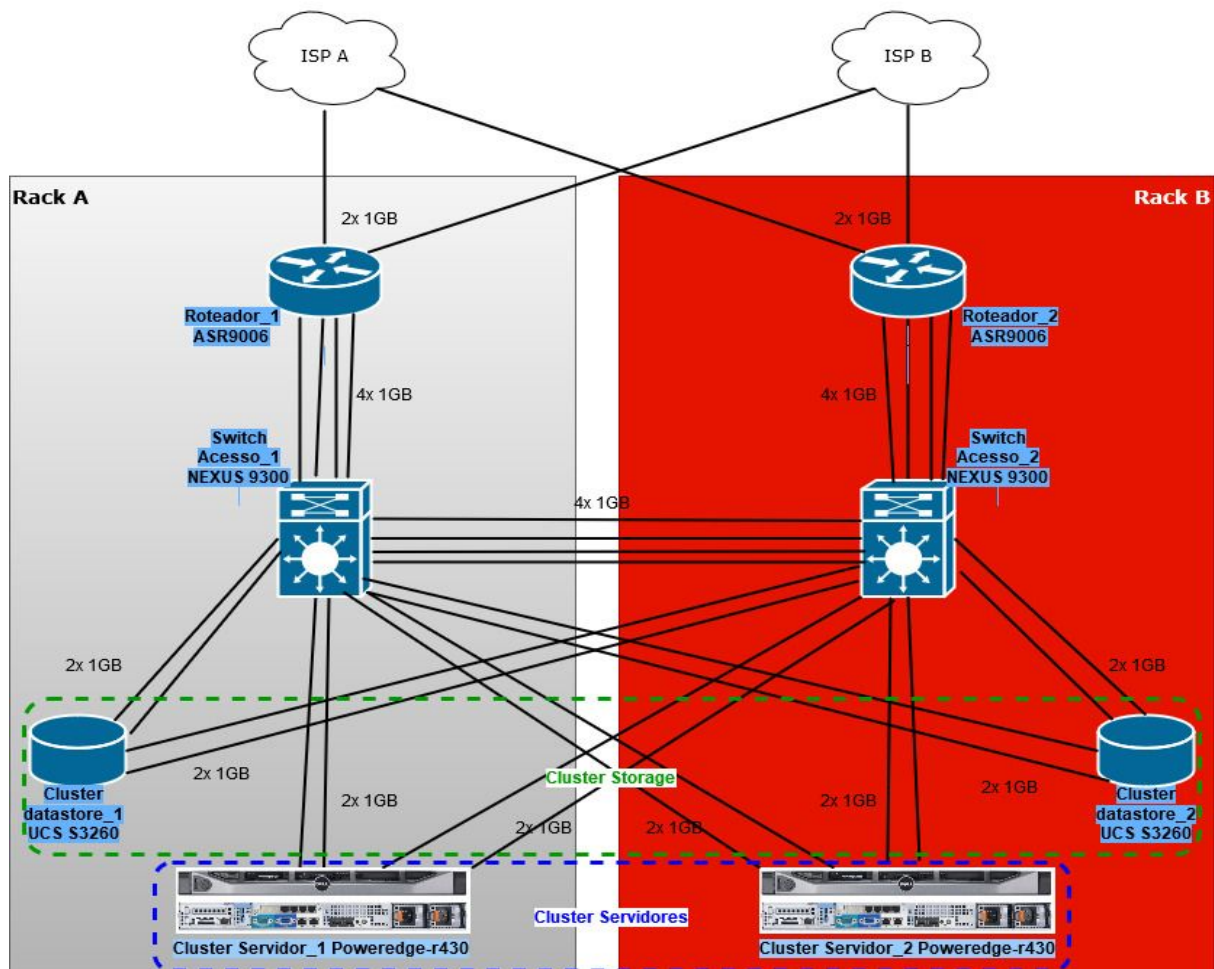 ISP A
ISP B
Rack A
Rack B
2x 1GB
2x 1GB
Roteador_1
ASR9006
Roteador_2
ASR9006
4x 1GB
4x 1GB
Switch
Acesso_1
NEXUS 9300
Switch
Acesso_2
NEXUS 9300
4x 1GB
2x 1GB
2x 1GB
2x 1GB
Cluster Storage
2x 1GB
Cluster
datastore_1
UCS S3260
2x 1GB
2x 1GB
2x 1GB
2x 1GB
Cluster
datastore_2
UCS S3260
DELL
Cluster Servidores
Cluster Servidor_1 Poweredge-r430
Cluster Servidor_2 Poweredge-r430